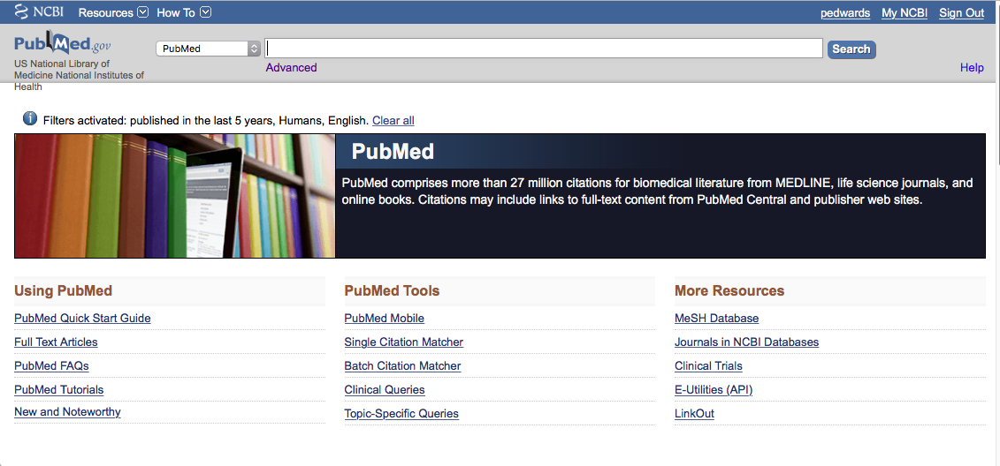 NCBI Resources How To pedwards My NCBI Sign Out
PubMed.gov
US National Library of
Medicine National Institutes of
Health
PubMed
Search
Advanced
Help
Filters activated: published in the last 5 years, Humans, English. Clear all
PubMed
PubMed comprises more than 27 million citations for biomedical literature from MEDLINE, life science journals, and
online books. Citations may include links to full-text content from PubMed Central and publisher web sites.
Using PubMed
PubMed Quick Start Guide
Full Text Articles
PubMed FAQs
PubMed Tutorials
New and Noteworthy
PubMed Tools
PubMed Mobile
Single Citation Matcher
Batch Citation Matcher
Clinical Queries
Topic-Specific Queries
More Resources
MeSH Database
Journals in NCBI Databases
Clinical Trials
E-Utilities (API)
LinkOut